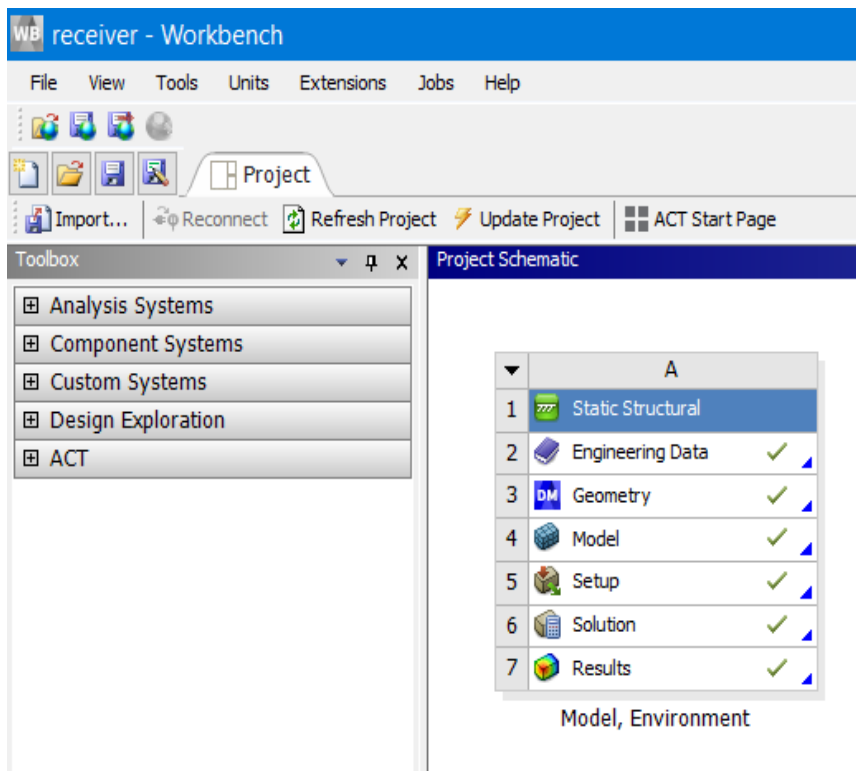 WB receiver - Workbench
File View Tools Units Extensions Jobs Help
Project
Import... Reconnect Refresh Project Update Project ACT Start Page
Toolbox
Project Schematic
Analysis Systems
Component Systems
Custom Systems
Design Exploration
ACT
A
1 Static Structural
2 Engineering Data
3 DM Geometry
4 Model
5 Setup
6 Solution
7 Results
Model, Environment